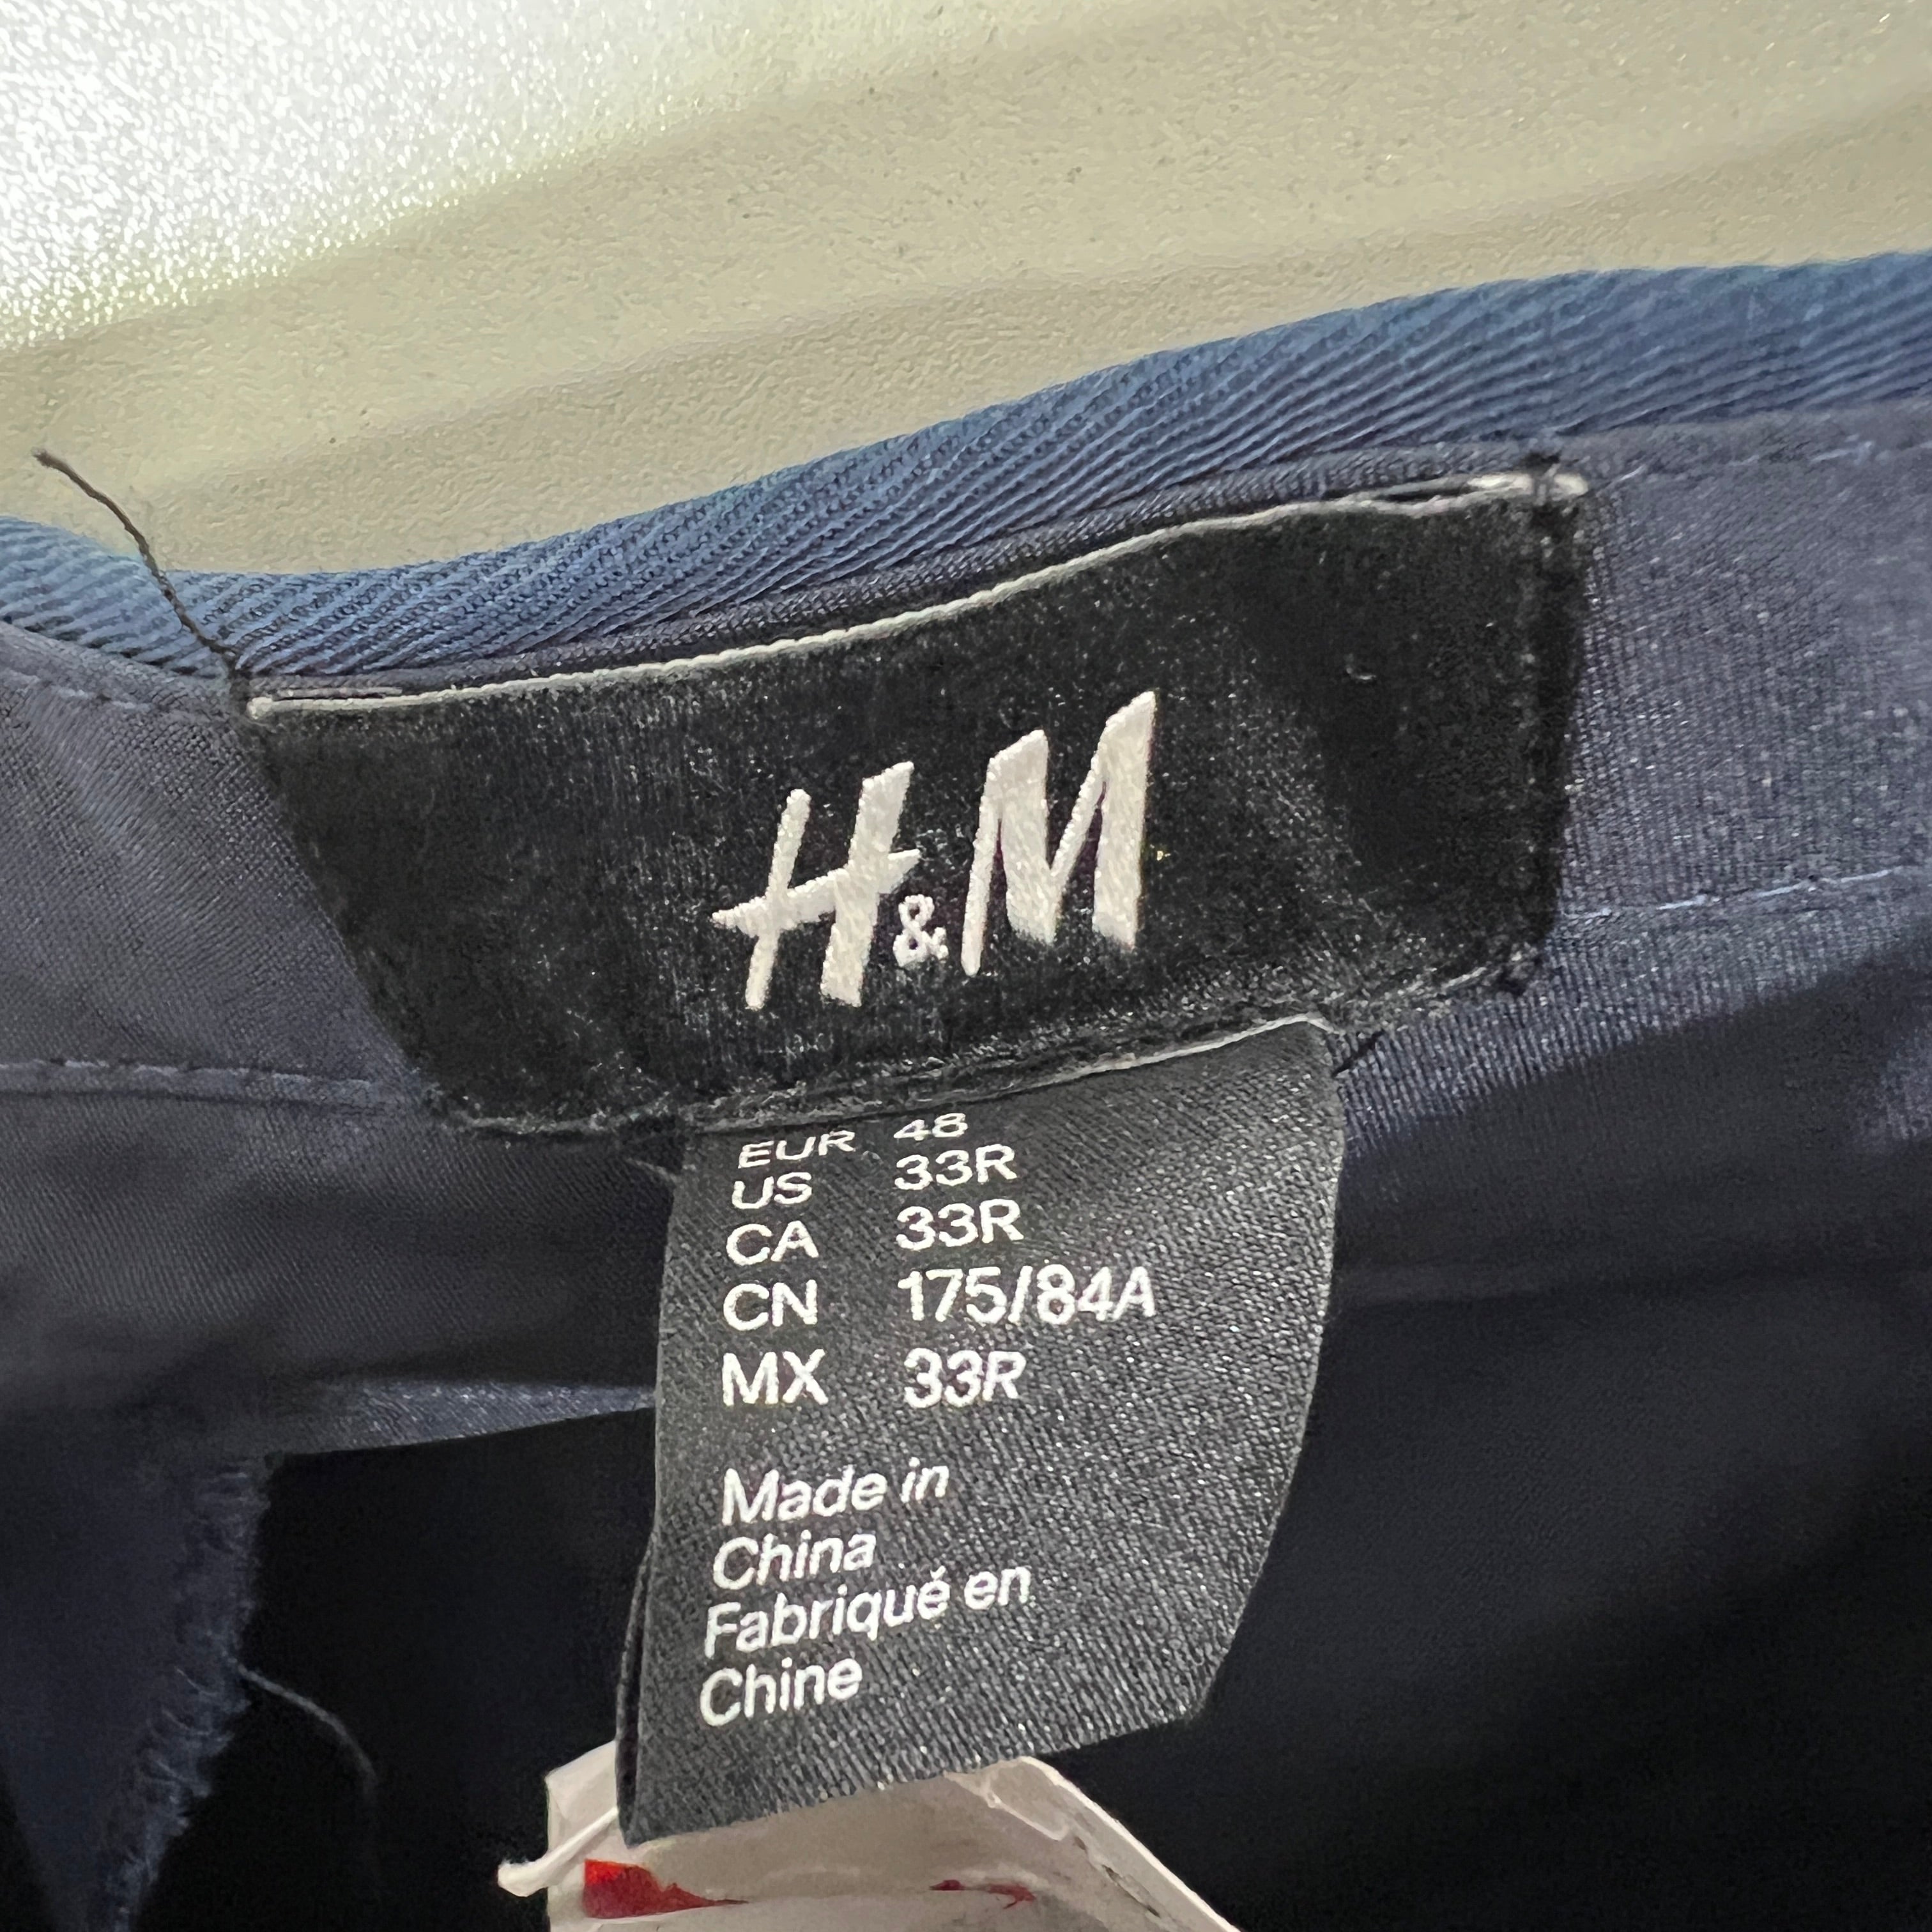 H&M
EUR 48
US 33R
CA 33R
CN 175/84A
MX 33R
Made in
China
Fabriqué en
Chine